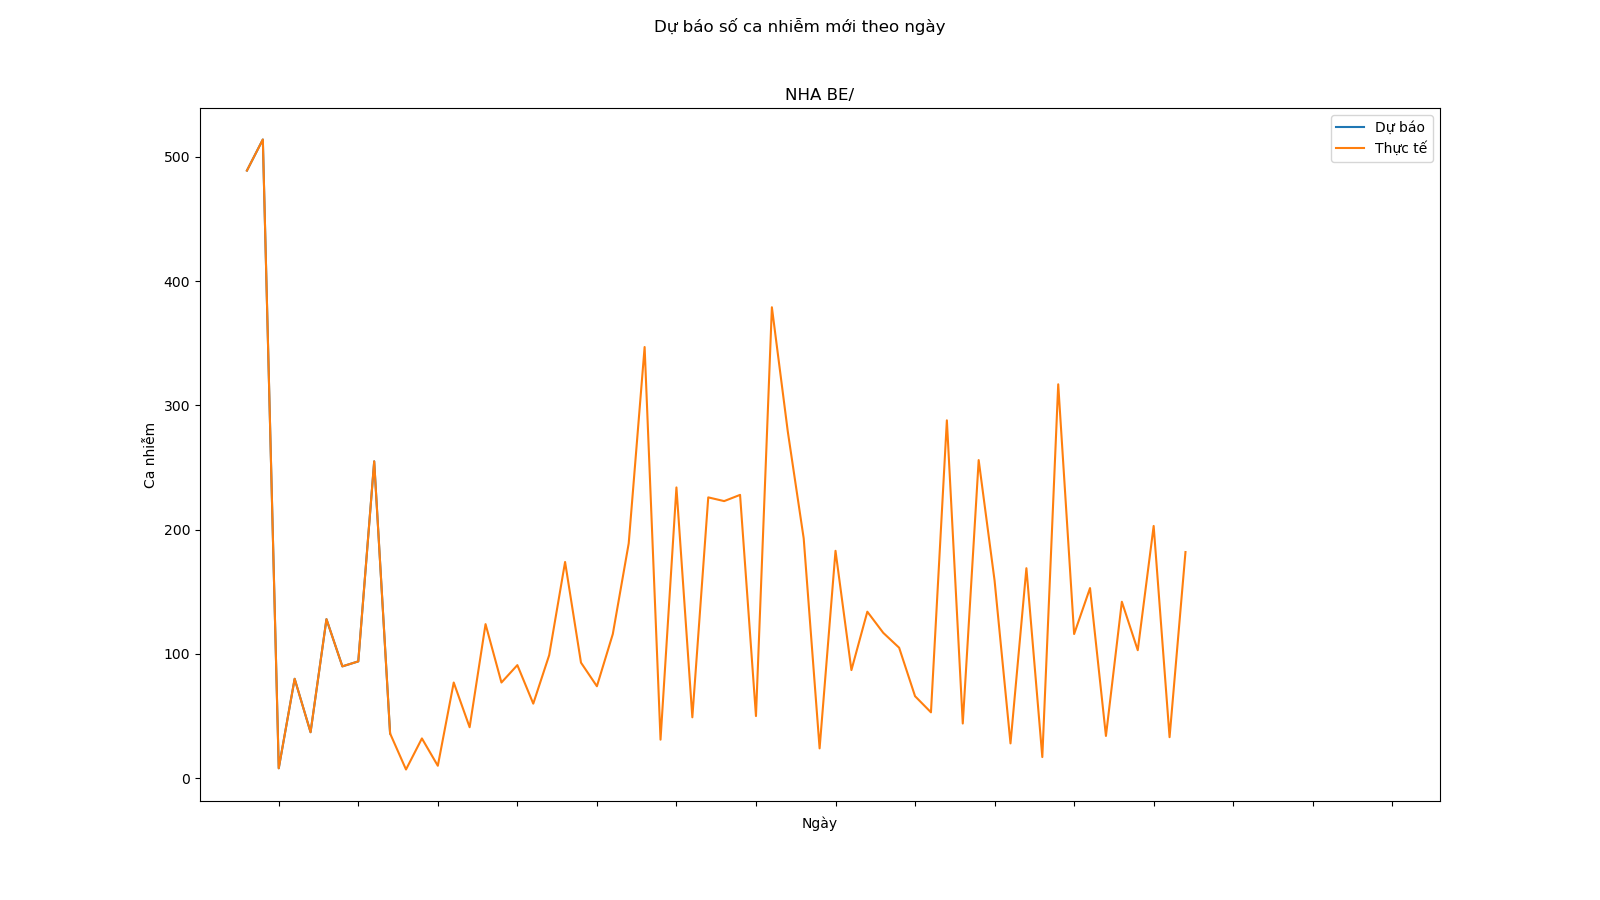 Dự báo số ca nhiễm mới theo ngày
NHA BE/
Dự báo
Thực tế
500
400
300
200
100
0
Ca nhiễm
Ngày